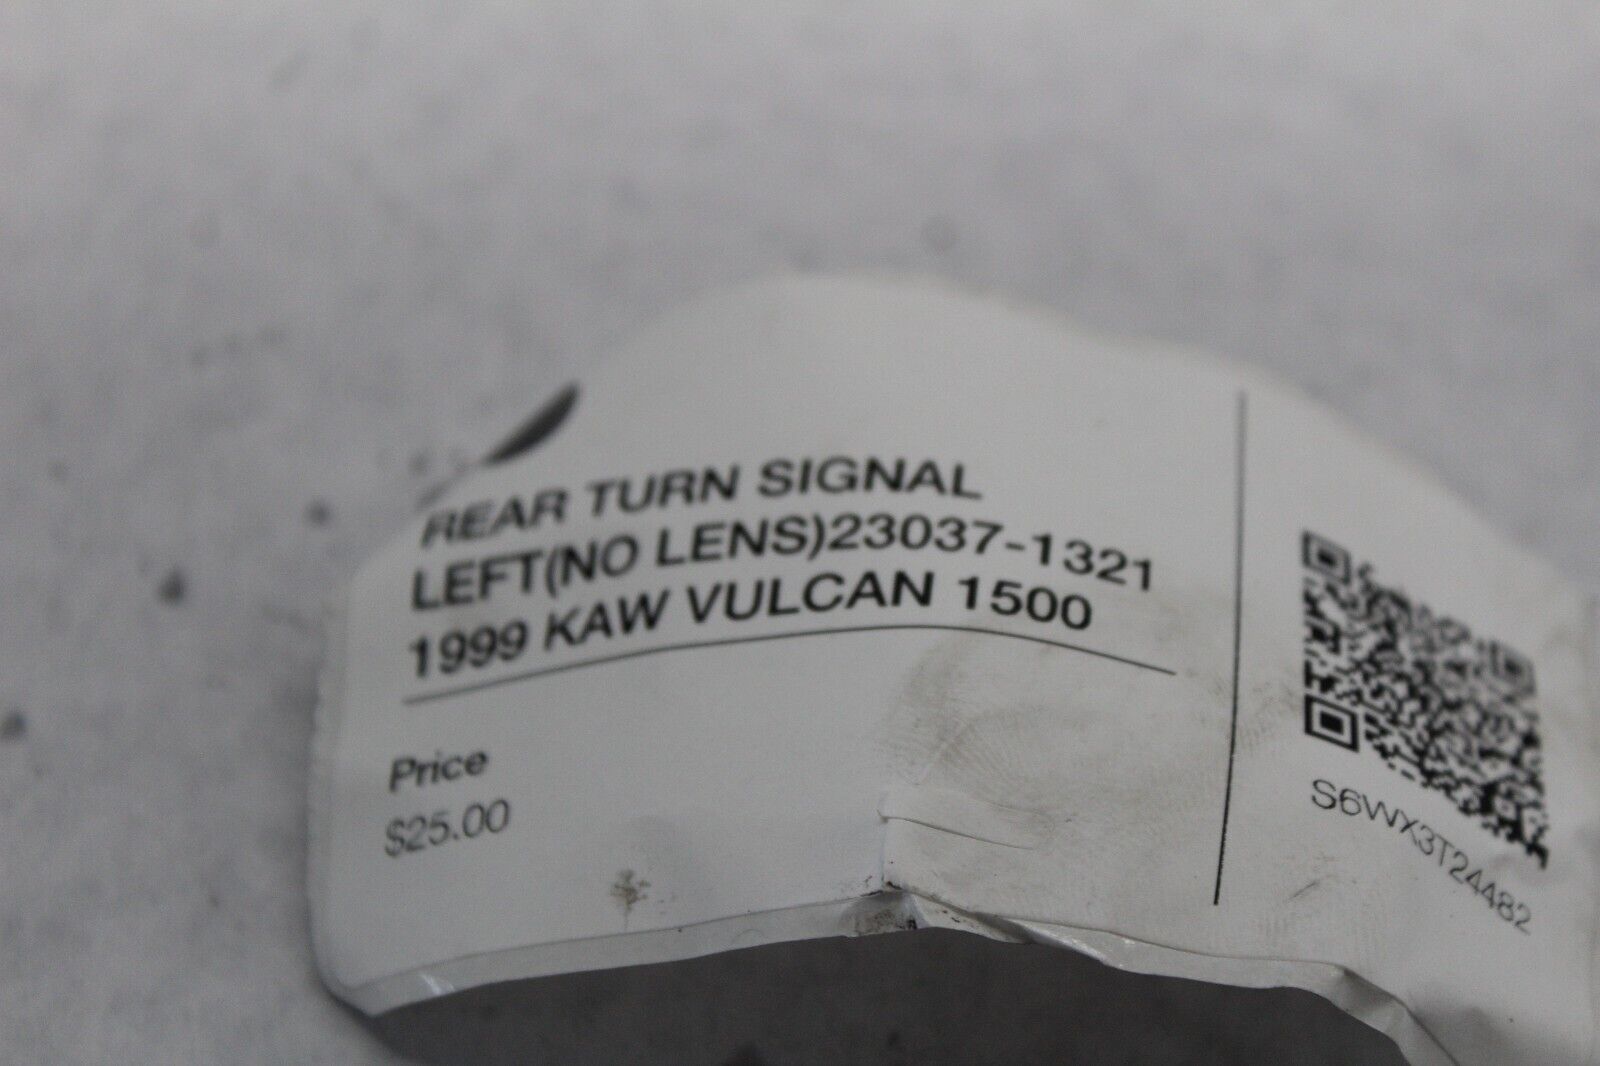 REAR TURN SIGNAL
LEFT(NO LENS)23037-1321
1999 KAW VULCAN 1500
Price
$25.00
S6WX3T24482